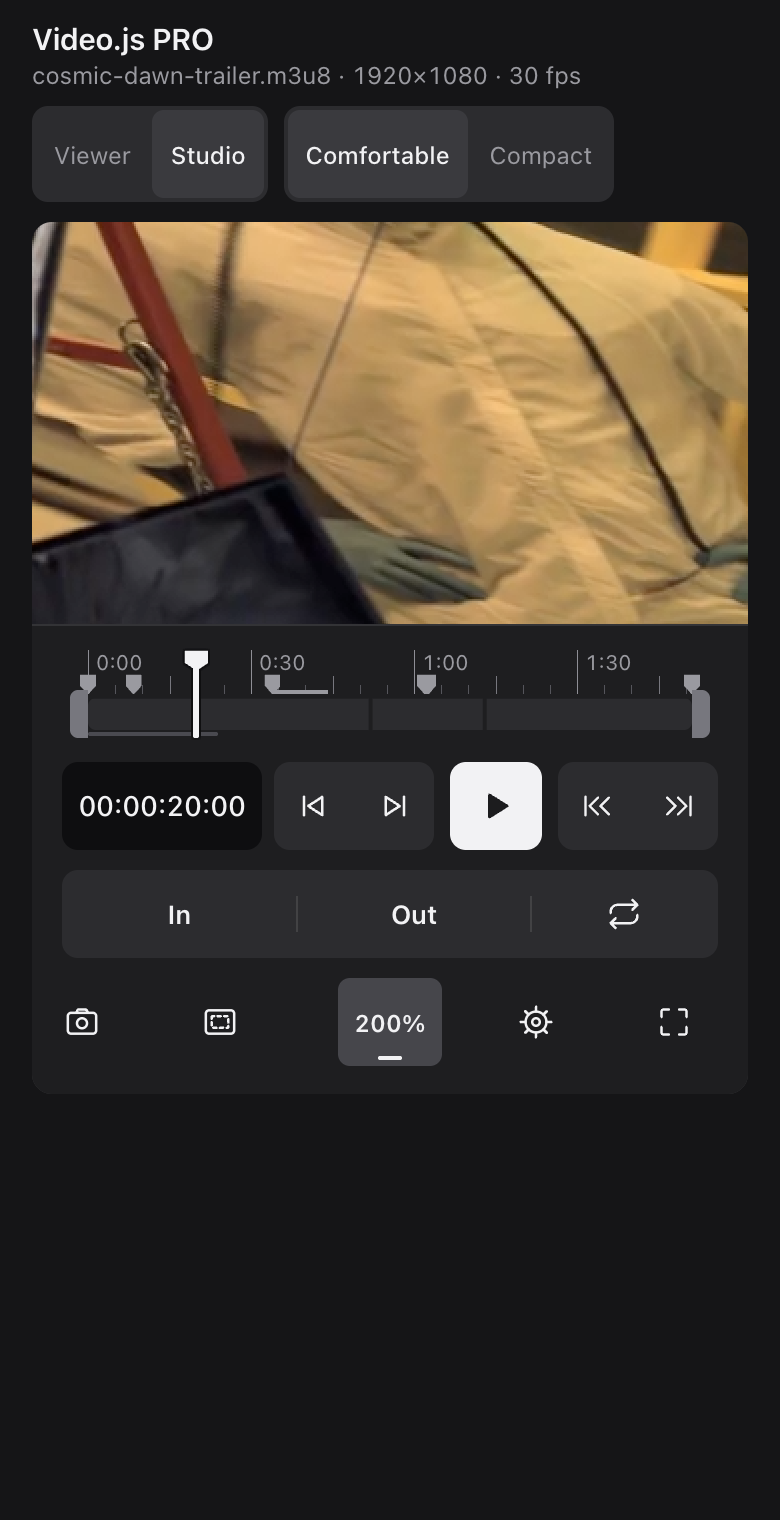 Video.js PRO
cosmic-dawn-trailer.m3u8 · 1920×1080 · 30 fps
Viewer Studio Comfortable Compact
0:00 0:30 1:00 1:30
00:00:20:00
In Out
200%